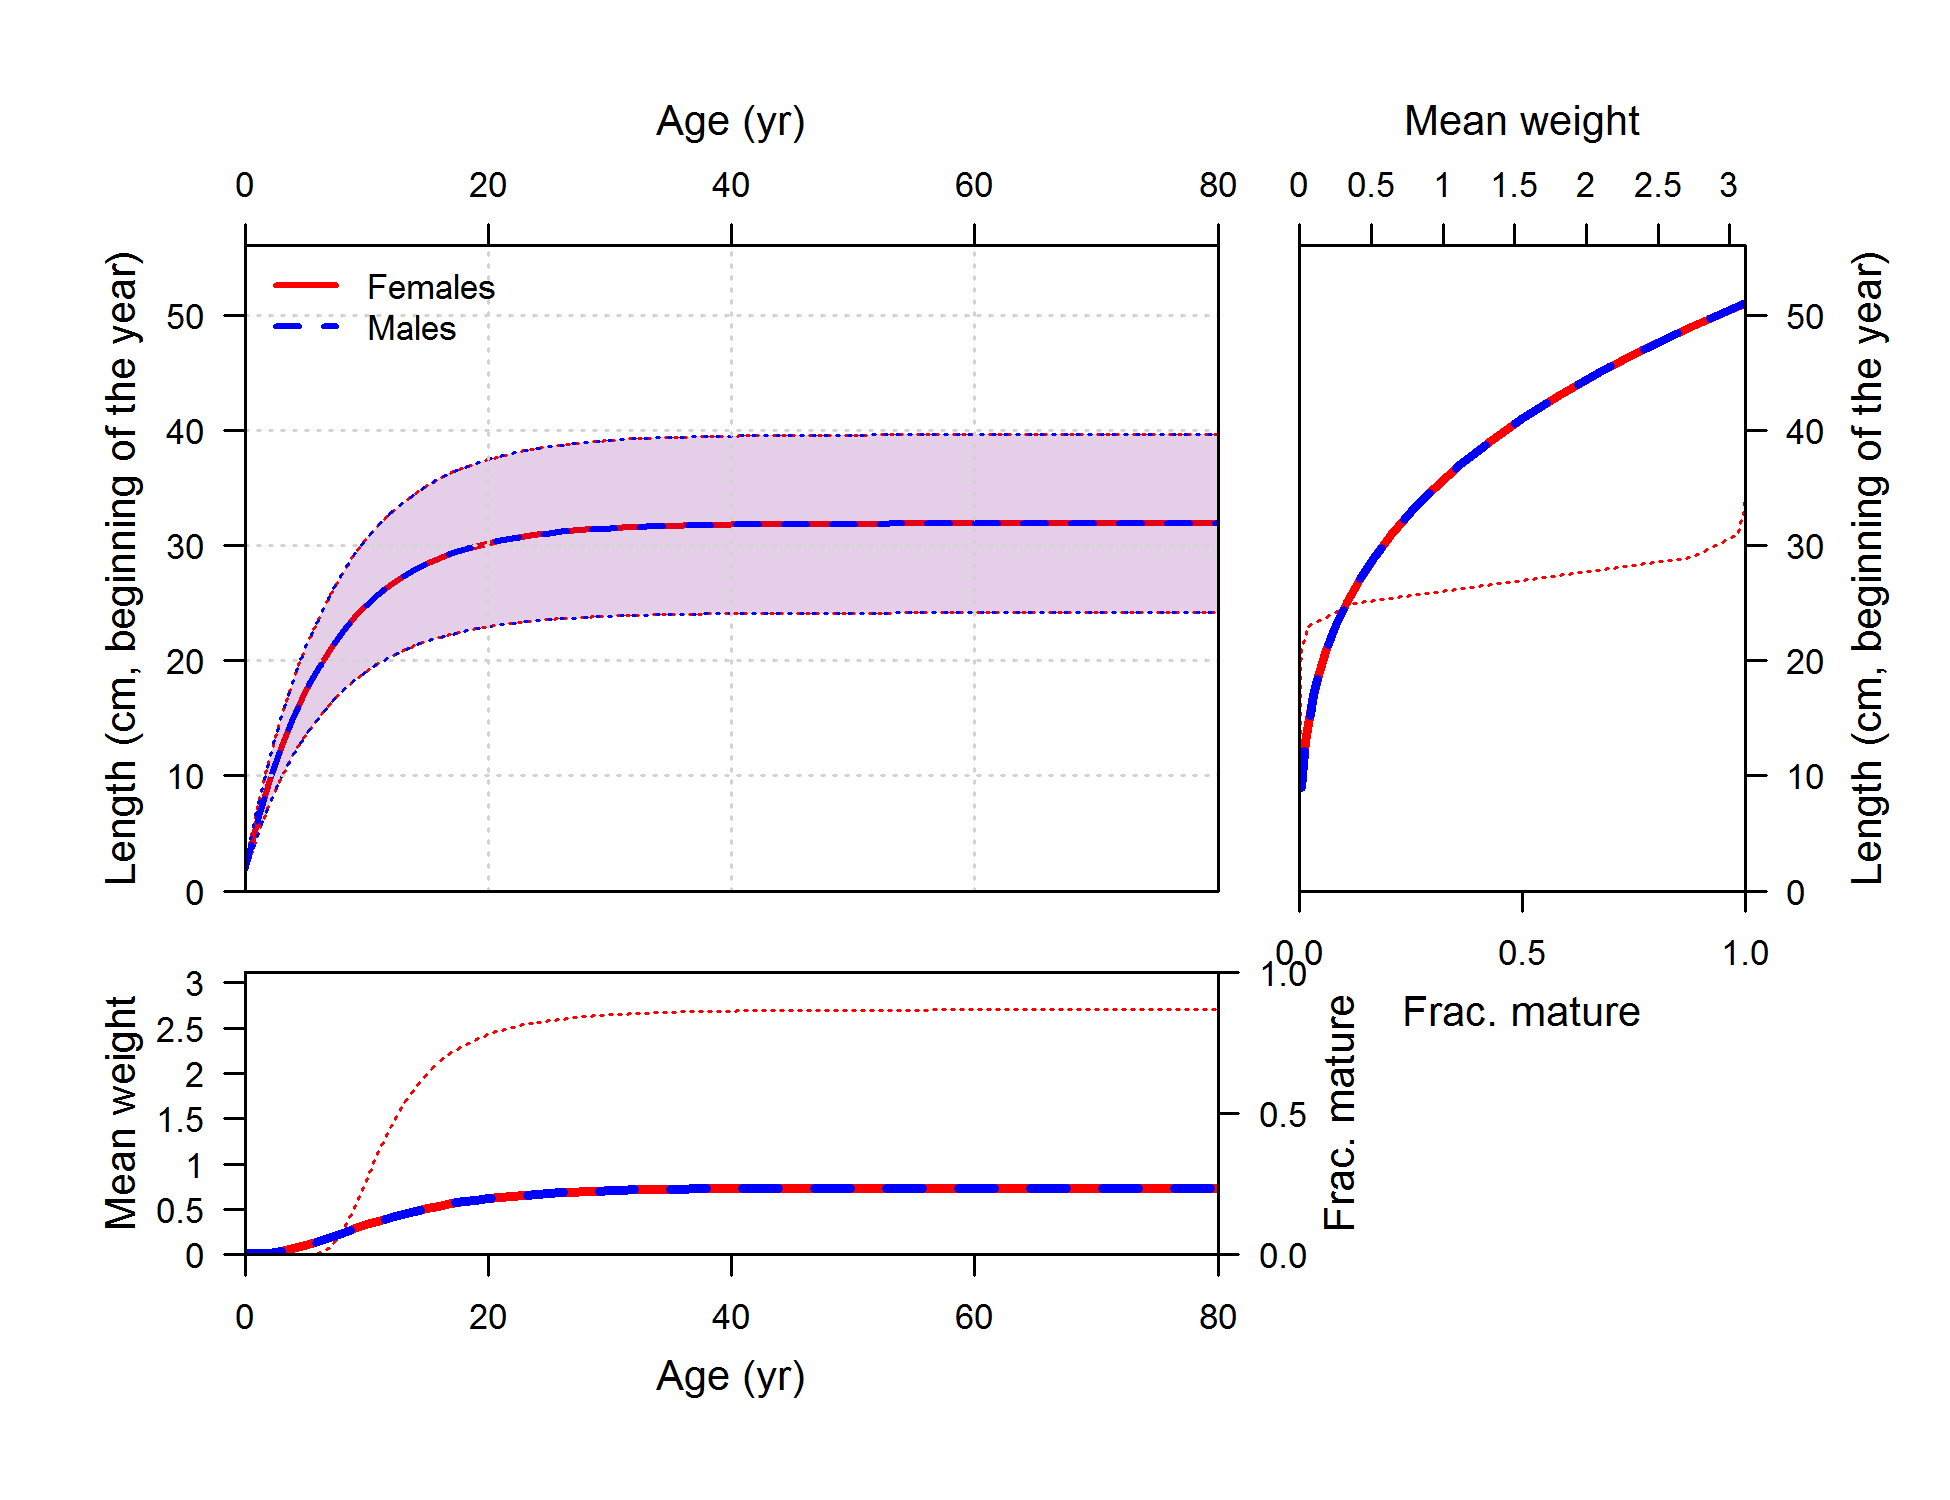 Age (yr)
0 20 40 60 80
Length (cm, beginning of the year)
50
40
30
20
10
0
Females
Males
Mean weight
0 0.5 1 1.5 2 2.5 3
Length (cm, beginning of the year)
50
40
30
20
10
0
0.0 0.5 1.0
Frac. mature
Mean weight
3
2.5
2
1.5
1
0.5
0
1.0
0.5
0.0
Frac. mature
0 20 40 60 80
Age (yr)